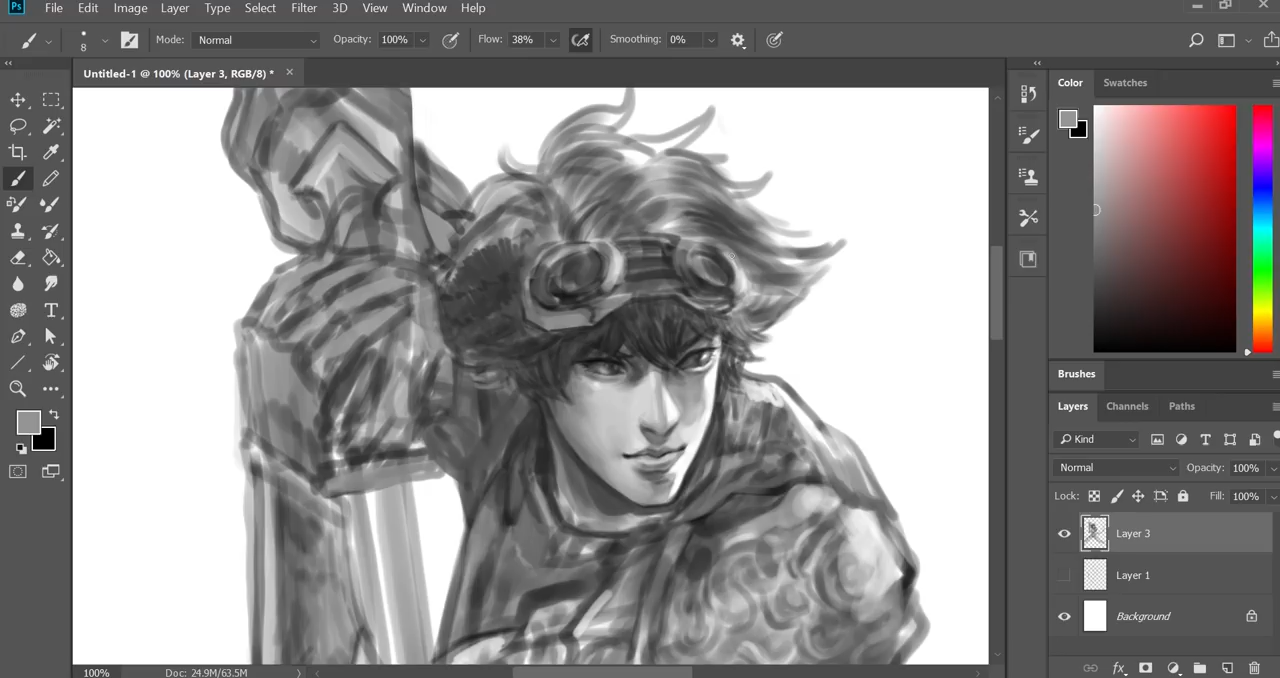 Ps File Edit Image Layer Type Select Filter 3D View Window Help
8 Mode: Normal Opacity: 100% Flow: 38% Smoothing: 0%
Untitled-1 @ 100% (Layer 3, RGB/8) *
Color Swatches
Brushes
Layers Channels Paths
Kind
Normal Opacity: 100%
Lock: Fill: 100%
Layer 3
Layer 1
Background
100% Doc: 24.9M/63.5M
fx